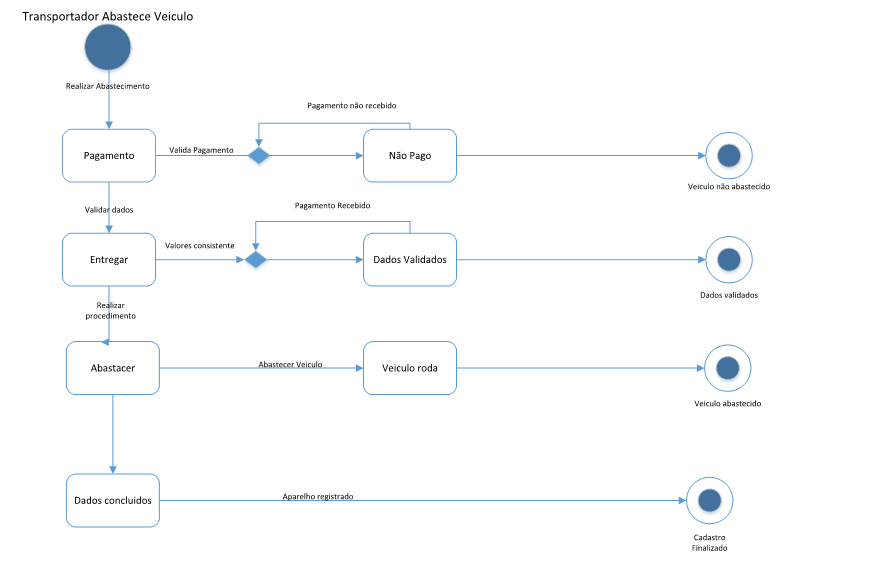 Transportador Abastece Veiculo
Realizar Abastecimento
Pagamento não recebido
Pagamento
Valida Pagamento
Não Pago
Veiculo não abastecido
Validar dados
Pagamento Recebido
Entregar
Valores consistente
Dados Validados
Dados validados
Realizar
procedimento
Abastacer
Abastecer Veiculo
Veiculo roda
Veiculo abastecido
Dados concluidos
Aparelho registrado
Cadastro
Finalizado